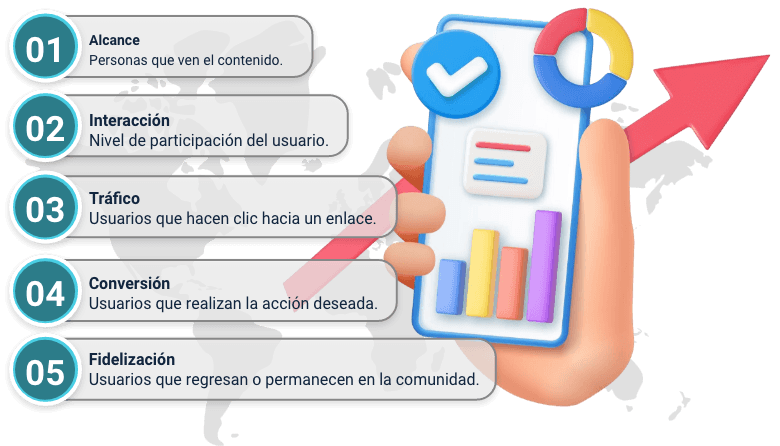 01
Alcance
Personas que ven el contenido.
02
Interacción
Nivel de participación del usuario.
03
Tráfico
Usuarios que hacen clic hacia un enlace.
04
Conversión
Usuarios que realizan la acción deseada.
05
Fidelización
Usuarios que regresan o permanecen en la comunidad.